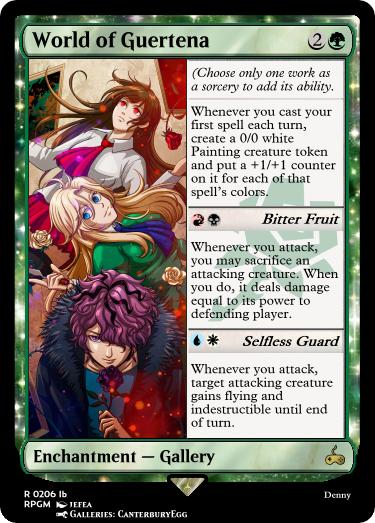 World of Guertena 2
(Choose only one work as
a sorcery to add its ability.
Whenever you cast your
first spell each turn,
create a 0/0 white
Painting creature token
and put a +1/+1 counter
on it for each of that
spell's colors.
Bitter Fruit
Whenever you attack,
you may sacrifice an
attacking creature. When
you do, it deals damage
equal to its power to
defending player.
Selfless Guard
Whenever you attack,
target attacking creature
gains flying and
indestructible until end
of turn.
Enchantment — Gallery
R 0206 Ib
RPGM JEFEA
Galleries: CanterburyEgg
Denny